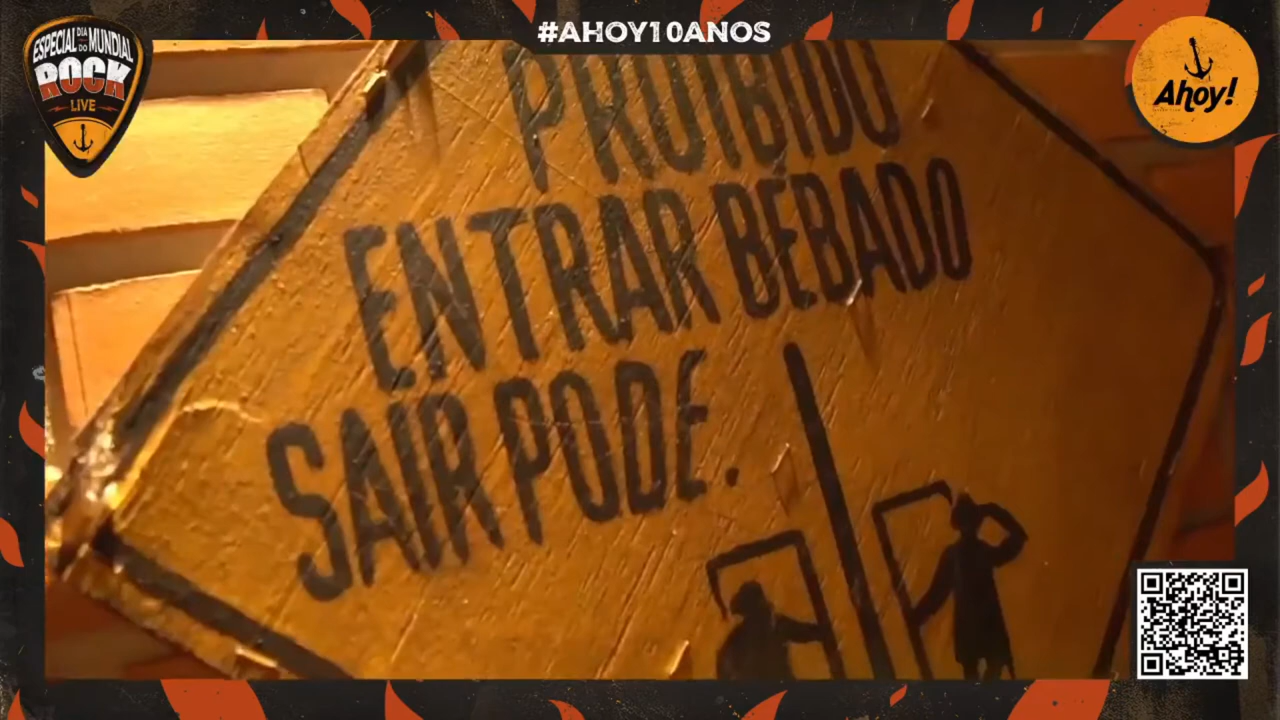 #AHOY10ANOS
ESPECIAL DIA DO MUNDIAL
ROCK
LIVE
Ahoy!
PROIBIDO
ENTRAR BÊBADO
SAIR PODE.